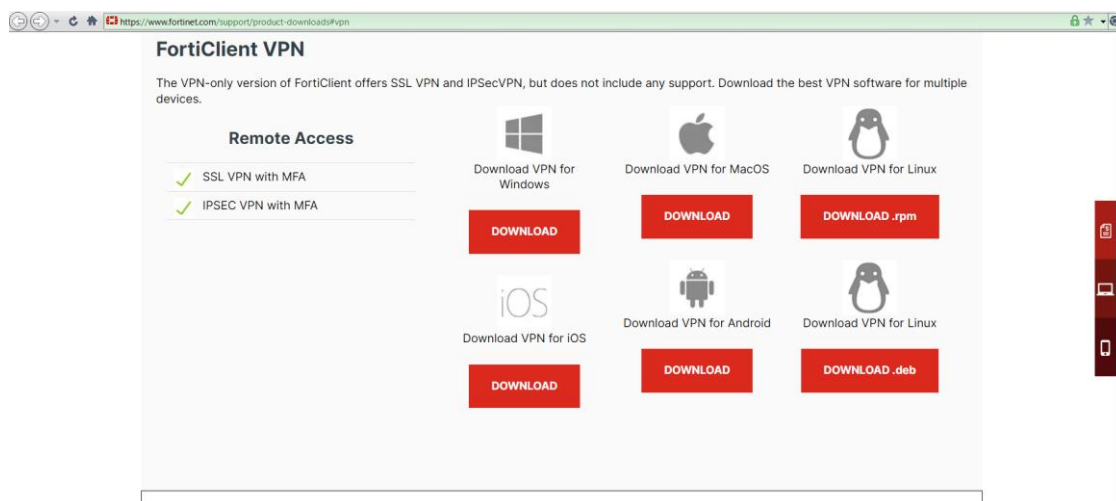 https://www.fortinet.com/support/product-downloads#vpn
FortiClient VPN
The VPN-only version of FortiClient offers SSL VPN and IPSecVPN, but does not include any support. Download the best VPN software for multiple
devices.
Remote Access
SSL VPN with MFA
IPSEC VPN with MFA
Download VPN for
Windows
DOWNLOAD
Download VPN for MacOS
DOWNLOAD
Download VPN for Linux
DOWNLOAD .rpm
iOS
Download VPN for iOS
DOWNLOAD
Download VPN for Android
DOWNLOAD
Download VPN for Linux
DOWNLOAD .deb